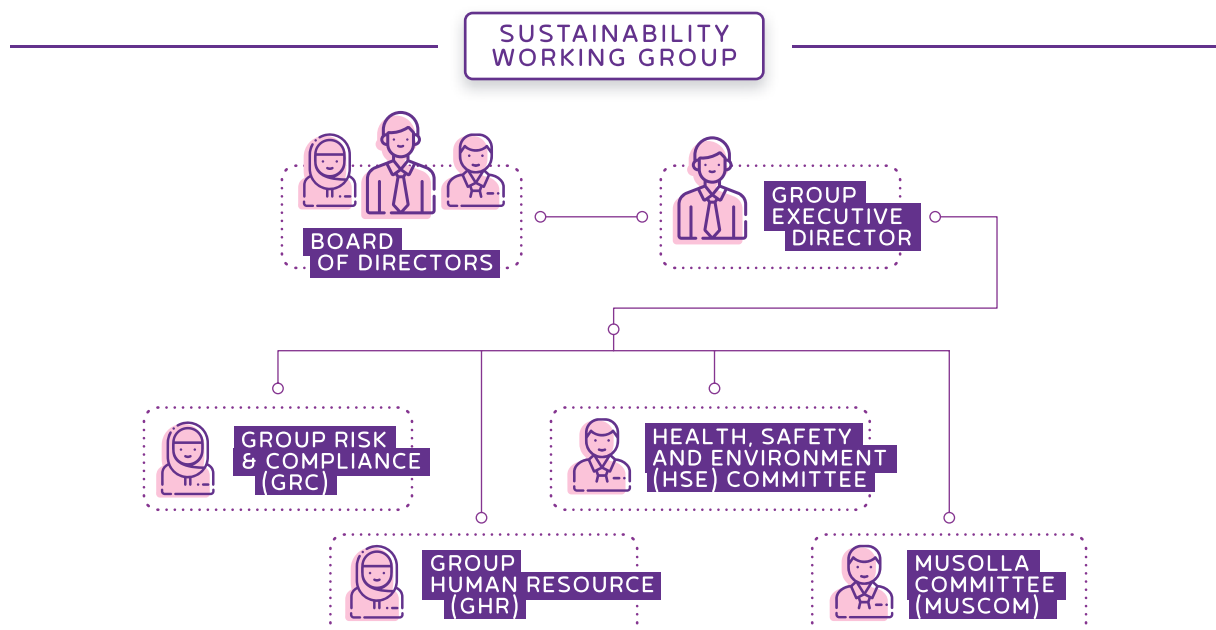 SUSTAINABILITY
WORKING GROUP
BOARD
OF DIRECTORS
GROUP
EXECUTIVE
DIRECTOR
GROUP RISK
& COMPLIANCE
(GRC)
HEALTH, SAFETY
AND ENVIRONMENT
(HSE) COMMITTEE
GROUP
HUMAN RESOURCE
(GHR)
MUSOLLA
COMMITTEE
(MUSCOM)